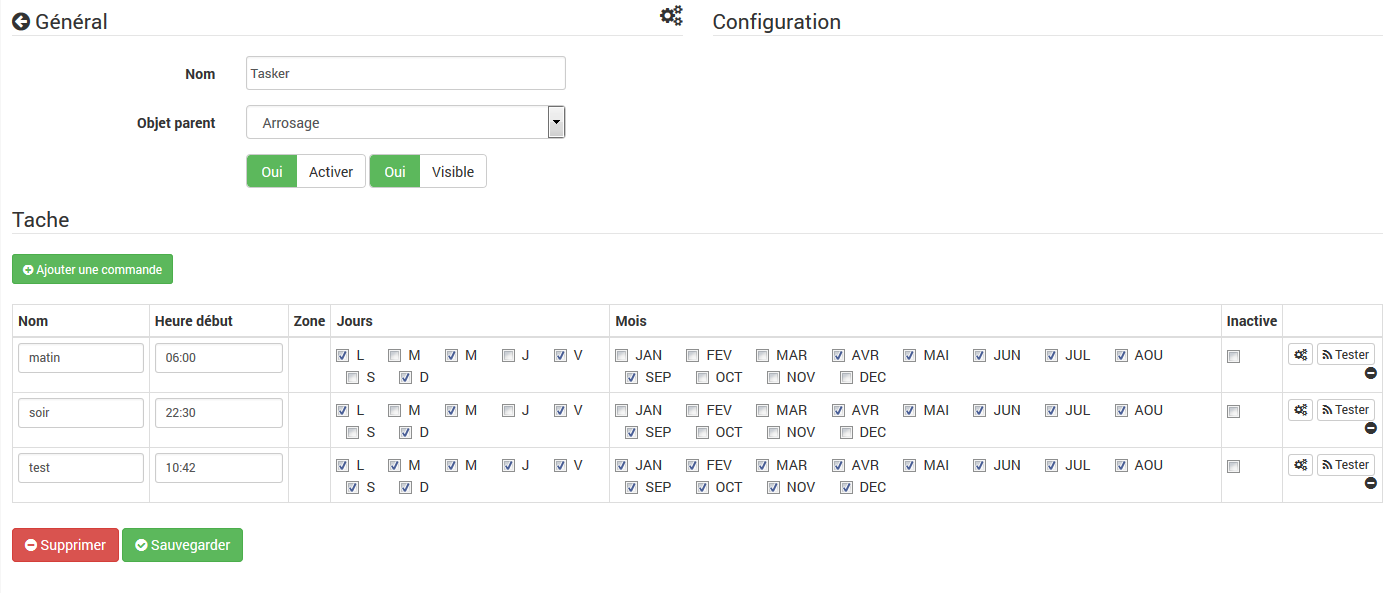 Général
Configuration
Nom
Tasker
Objet parent
Arrosage
Oui Activer Oui Visible
Tache
Ajouter une commande
Nom Heure début Zone Jours Mois Inactive
matin 06:00 L M M J V JAN FEV MAR AVR MAI JUN JUL AOU Tester
S D SEP OCT NOV DEC
soir 22:30 L M M J V JAN FEV MAR AVR MAI JUN JUL AOU Tester
S D SEP OCT NOV DEC
test 10:42 L M M J V JAN FEV MAR AVR MAI JUN JUL AOU Tester
S D SEP OCT NOV DEC
Supprimer Sauvegarder